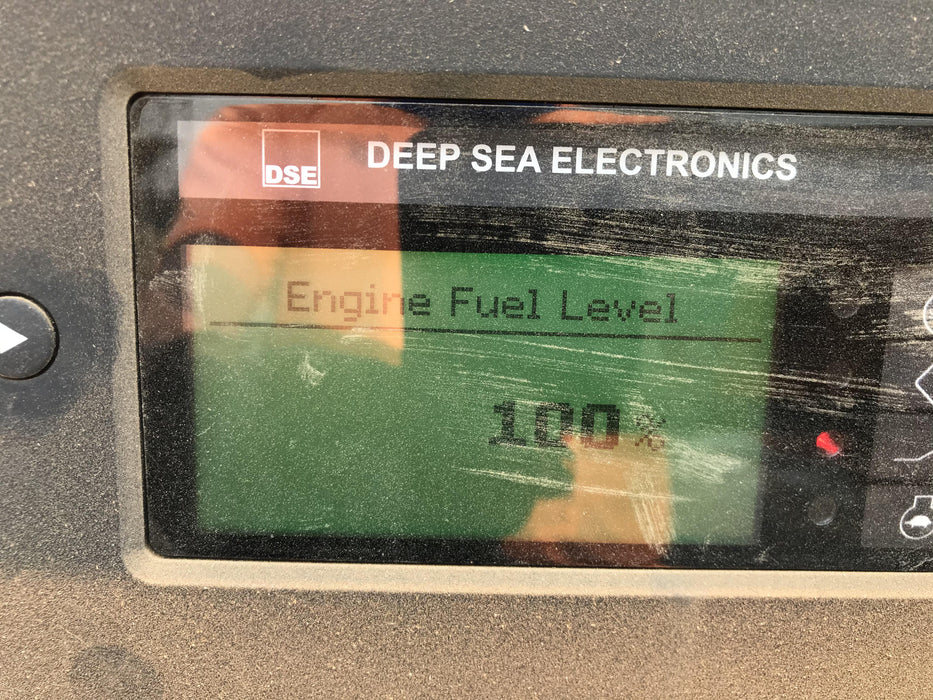 DSE
DEEP SEA ELECTRONICS
Engine Fuel Level
100 %